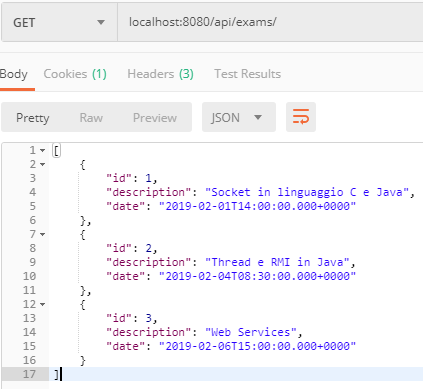 GET localhost:8080/api/exams/
Body Cookies (1) Headers (3) Test Results
Pretty Raw Preview JSON
1 [
2 {
3 "id": 1,
4 "description": "Socket in linguaggio C e Java",
5 "date": "2019-02-01T14:00:00.000+0000"
6 },
7 {
8 "id": 2,
9 "description": "Thread e RMI in Java",
10 "date": "2019-02-04T08:30:00.000+0000"
11 },
12 {
13 "id": 3,
14 "description": "Web Services",
15 "date": "2019-02-06T15:00:00.000+0000"
16 }
17 ]